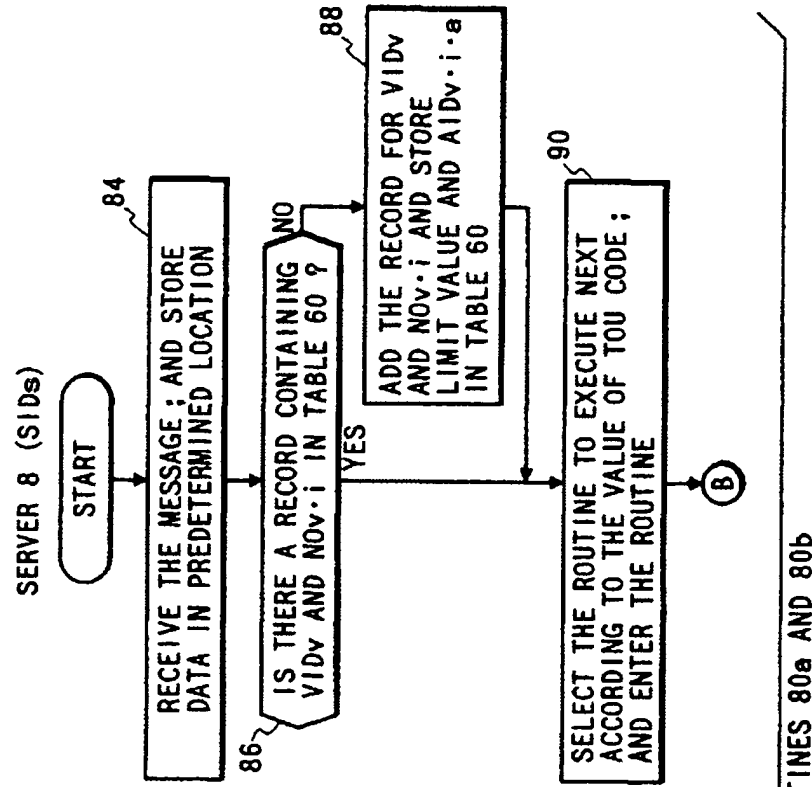 SERVER 8 (SIDs)
START
84
RECEIVE THE MESSAGE; AND STORE
DATA IN PREDETERMINED LOCATION
86
IS THERE A RECORD CONTAINING
VIDv AND NOv·i IN TABLE 60 ?
NO
YES
88
ADD THE RECORD FOR VIDv
AND NOv·i AND STORE
LIMIT VALUE AND AIDv·i·a
IN TABLE 60
90
SELECT THE ROUTINE TO EXECUTE NEXT
ACCORDING TO THE VALUE OF TOU CODE;
AND ENTER THE ROUTINE
B
TINES 80a AND 80b